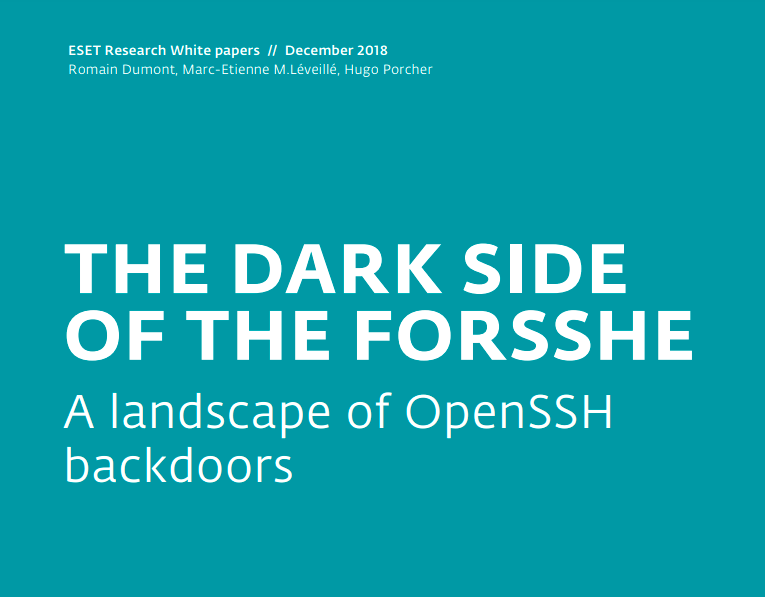 ESET Research White papers // December 2018
Romain Dumont, Marc-Etienne M.Léveillé, Hugo Porcher
THE DARK SIDE
OF THE FORSSHE
A landscape of OpenSSH
backdoors